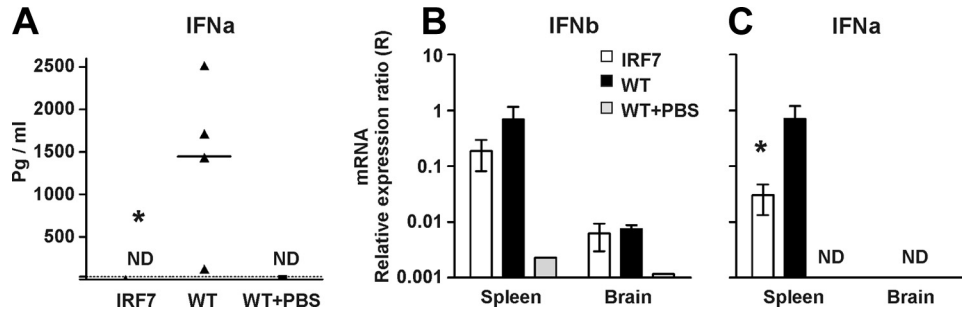 A
IFNa
Pg / ml
2500
2000
1500
1000
500
*
ND
ND
IRF7
WT
WT+PBS
B
IFNb
mRNA
Relative expression ratio (R)
10
1
0.1
0.01
0.001
IRF7
WT
WT+PBS
Spleen
Brain
C
IFNa
*
ND
ND
Spleen
Brain